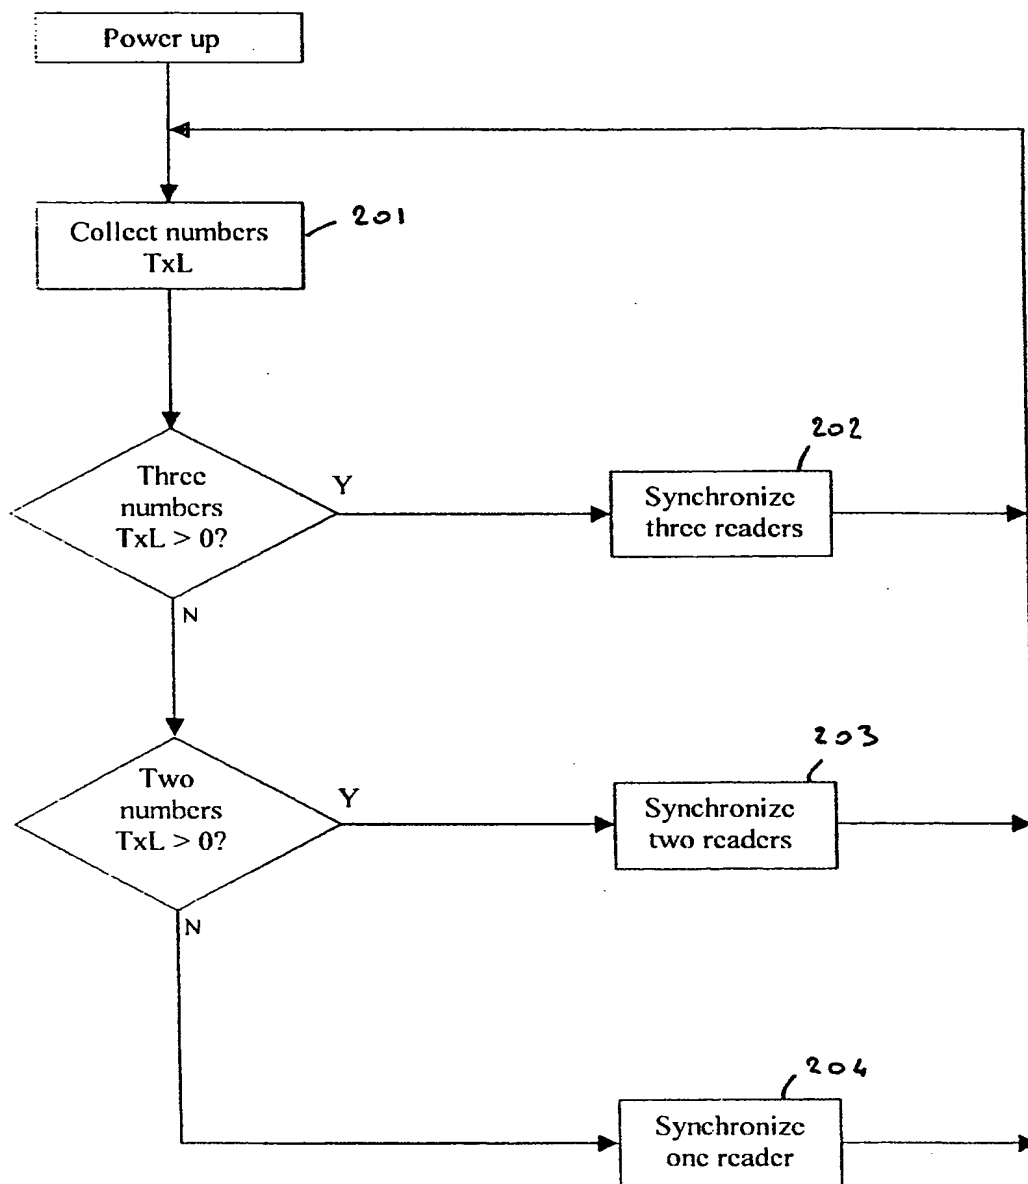 Power up
201
Collect numbers
TxL
202
Three
numbers
TxL > 0?
Y
Synchronize
three readers
N
203
Two
numbers
TxL > 0?
Y
Synchronize
two readers
N
204
Synchronize
one reader